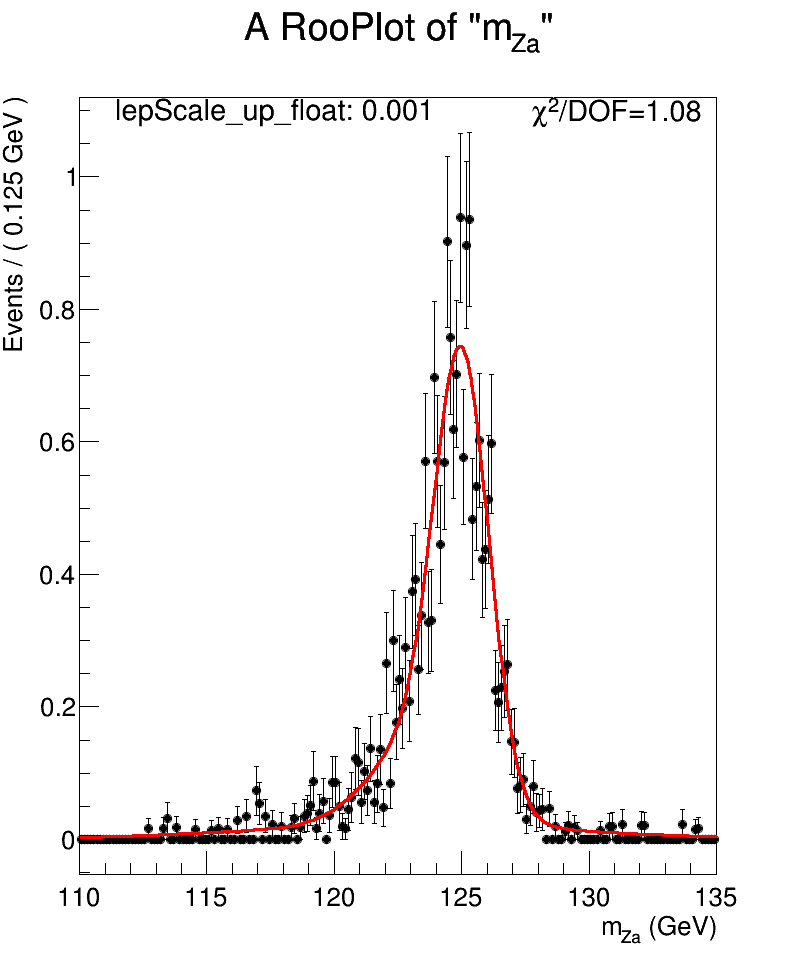 A RooPlot of "m_Za"
lepScale_up_float: 0.001 χ²/DOF=1.08
Events / ( 0.125 GeV )
1
0.8
0.6
0.4
0.2
0
110 115 120 125 130 135
m_Za (GeV)